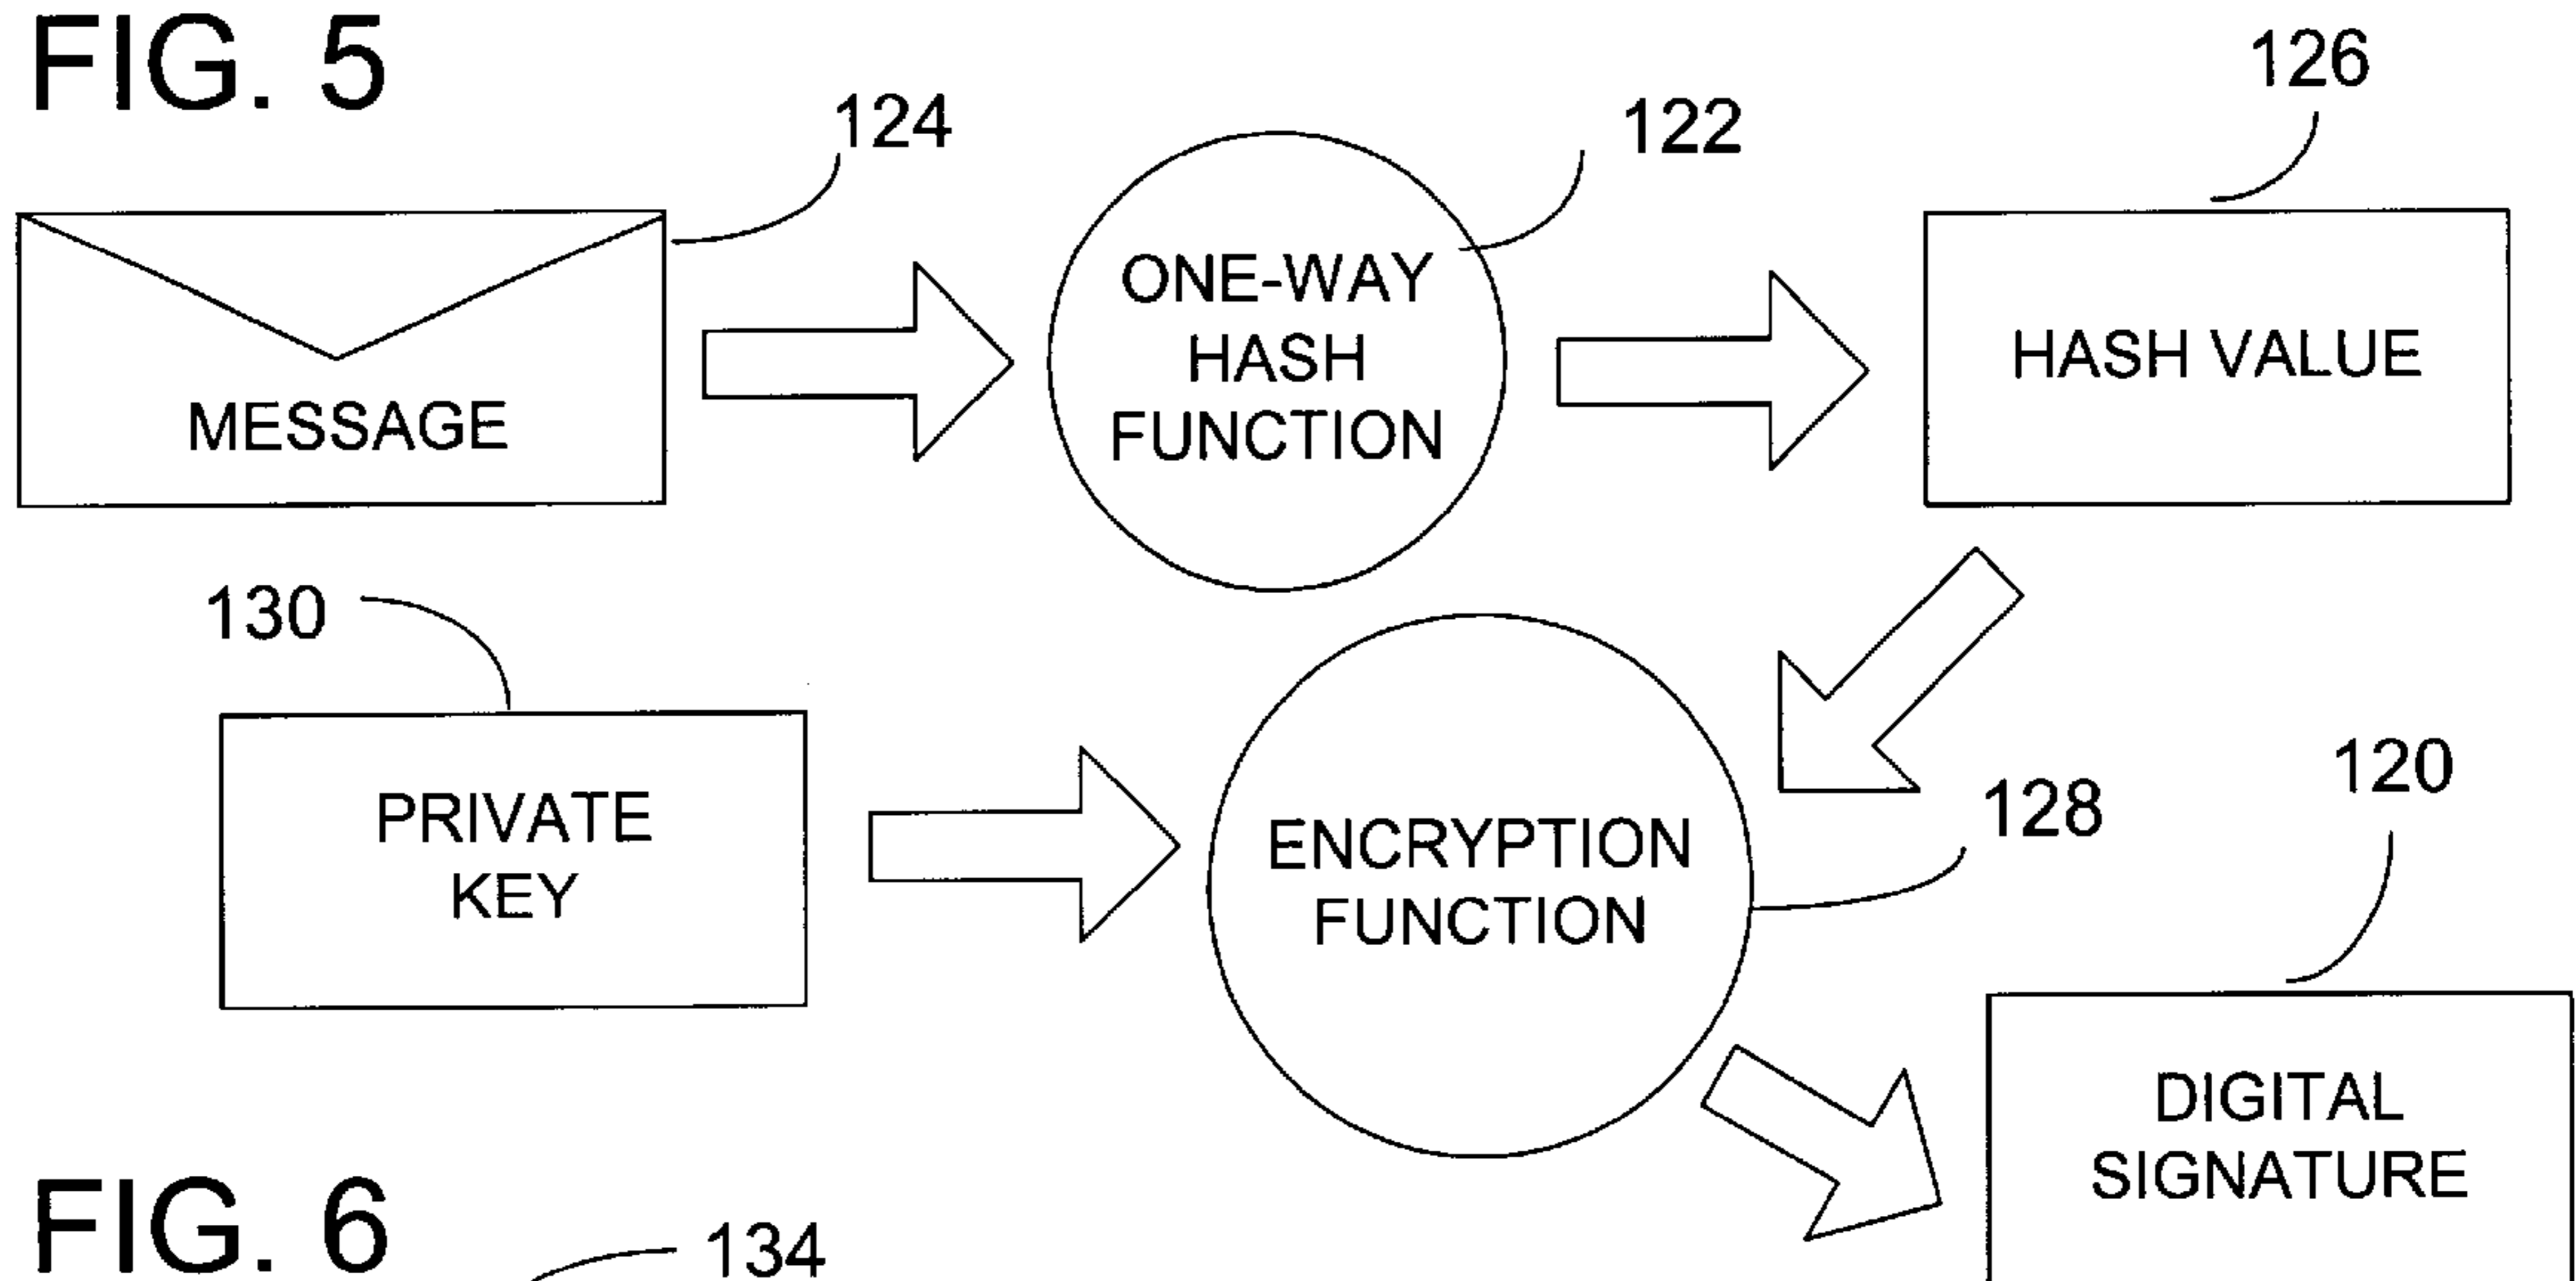 FIG. 5
124
122
126
MESSAGE
ONE-WAY
HASH
FUNCTION
HASH VALUE
130
PRIVATE
KEY
ENCRYPTION
FUNCTION
128
120
DIGITAL
SIGNATURE
FIG. 6
134